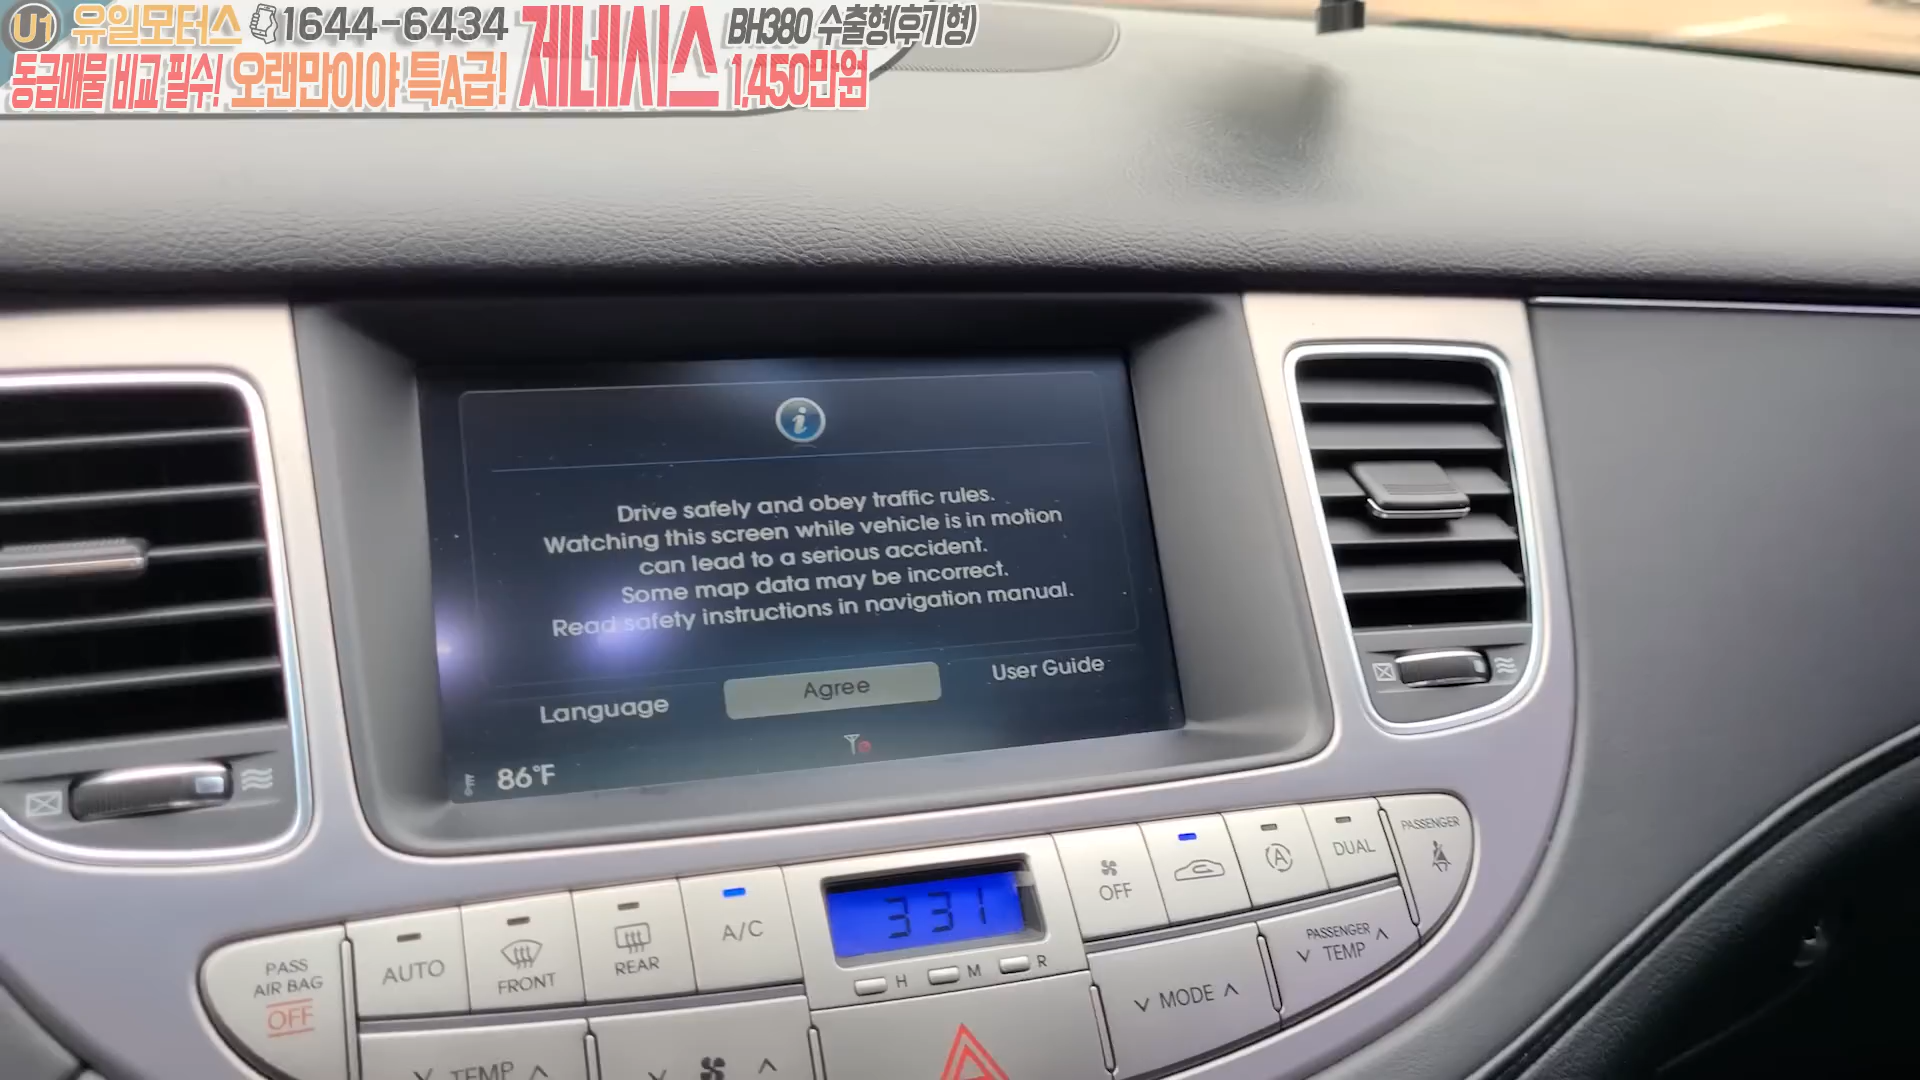 U1 유일모터스 1644-6434 제네시스 BH380 수출형(후기형)
동급매물 비교 필수! 오랜만이야 특A급! 1,450만원
i
Drive safely and obey traffic rules.
Watching this screen while vehicle is in motion
can lead to a serious accident.
Some map data may be incorrect.
Read safety instructions in navigation manual.
Language Agree User Guide
86°F
PASS
AIR BAG
OFF
AUTO
FRONT
REAR
A/C
3 31
H M R
OFF
A
DUAL
PASSENGER
MODE
PASSENGER
TEMP
TEMP